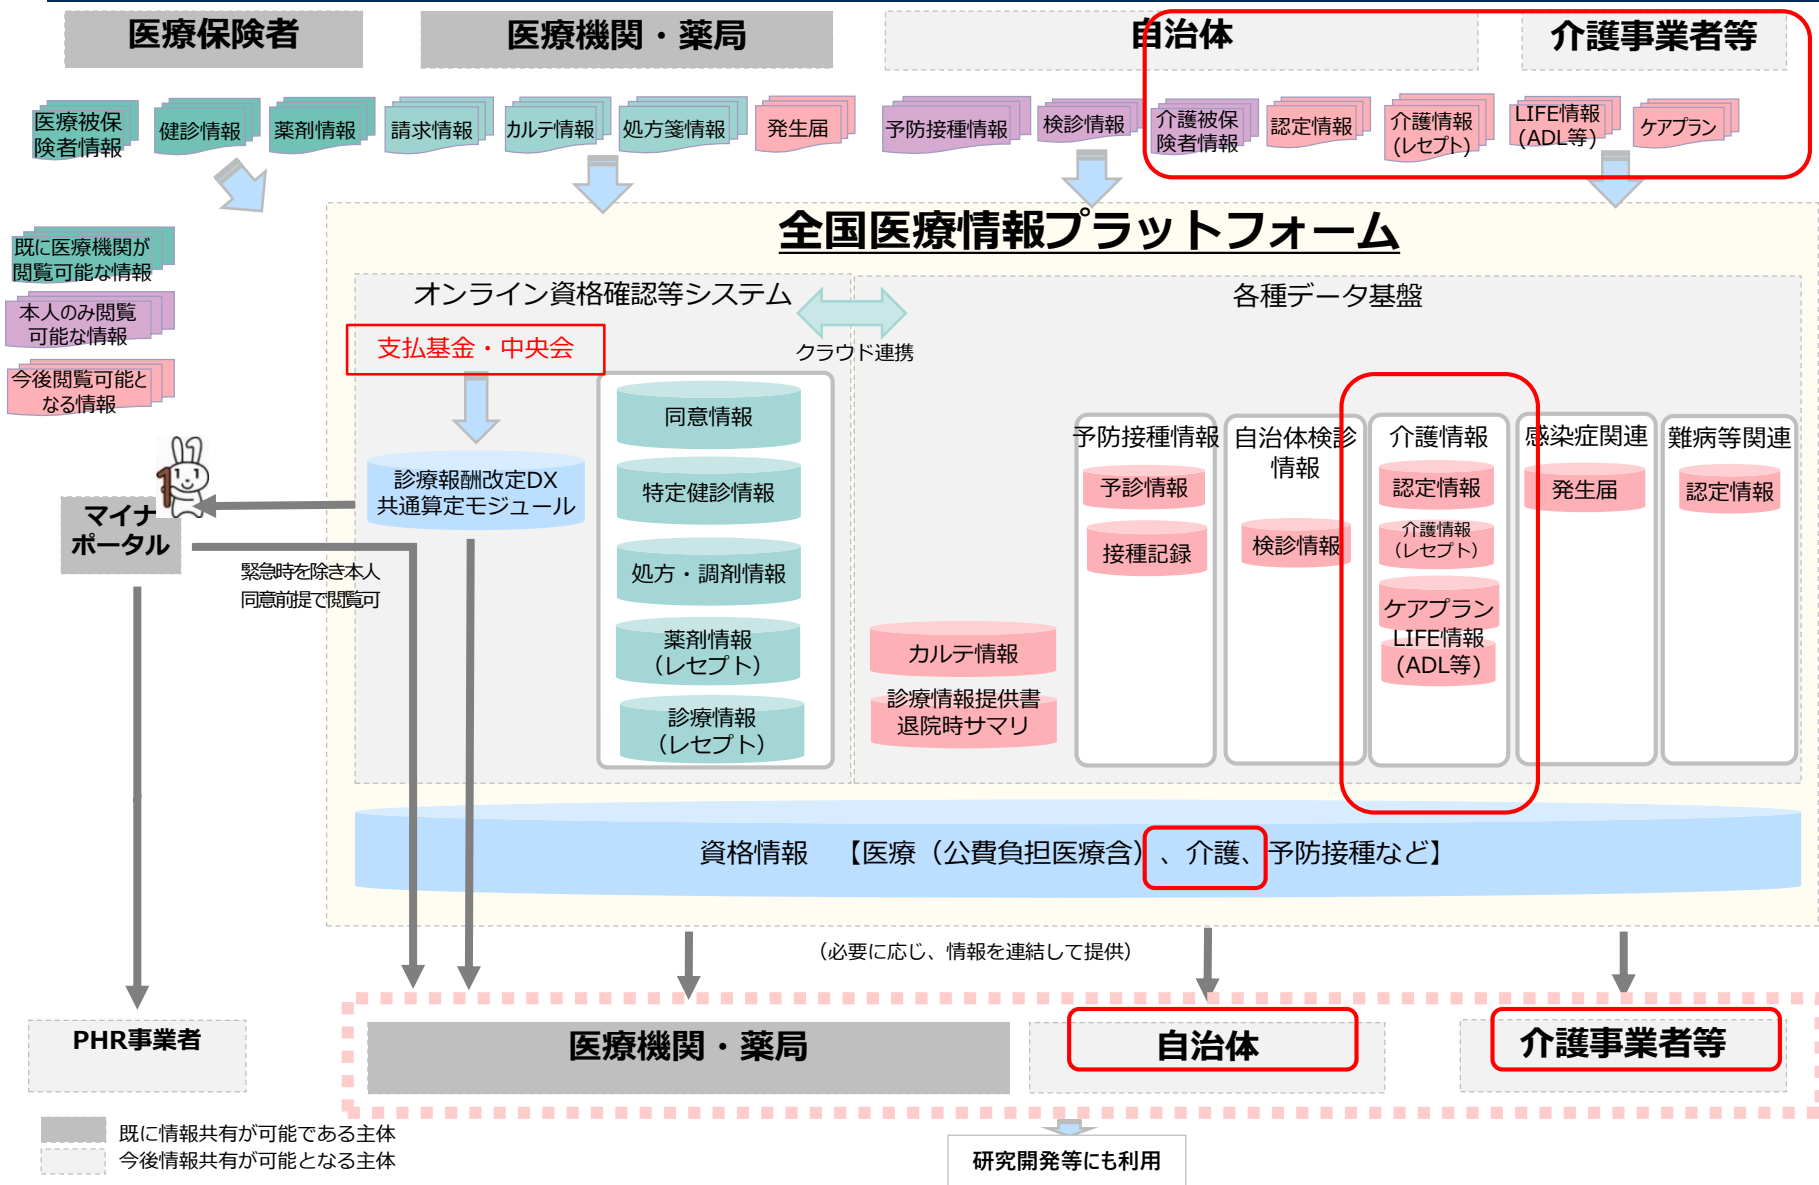 医療保険者
医療機関・薬局
自治体
介護事業者等
医療被保
険者情報
健診情報
薬剤情報
請求情報
カルテ情報
処方箋情報
発生届
予防接種情報
検診情報
介護被保
険者情報
認定情報
介護情報
(レセプト)
LIFE情報
(ADL等)
ケアプラン
既に医療機関が
閲覧可能な情報
本人のみ閲覧
可能な情報
今後閲覧可能と
なる情報
全国医療情報プラットフォーム
オンライン資格確認等システム
クラウド連携
各種データ基盤
支払基金・中央会
診療報酬改定DX
共通算定モジュール
同意情報
特定健診情報
処方・調剤情報
薬剤情報
(レセプト)
診療情報
(レセプト)
カルテ情報
診療情報提供書
退院時サマリ
予防接種情報
予診情報
接種記録
自治体検診
情報
検診情報
介護情報
認定情報
介護情報
(レセプト)
ケアプラン
LIFE情報
(ADL等)
感染症関連
発生届
難病等関連
認定情報
マイナ
ポータル
緊急時を除き本人
同意前提で閲覧可
資格情報　【医療（公費負担医療含）、介護、予防接種など】
（必要に応じ、情報を連結して提供）
PHR事業者
医療機関・薬局
自治体
介護事業者等
既に情報共有が可能である主体
今後情報共有が可能となる主体
研究開発等にも利用